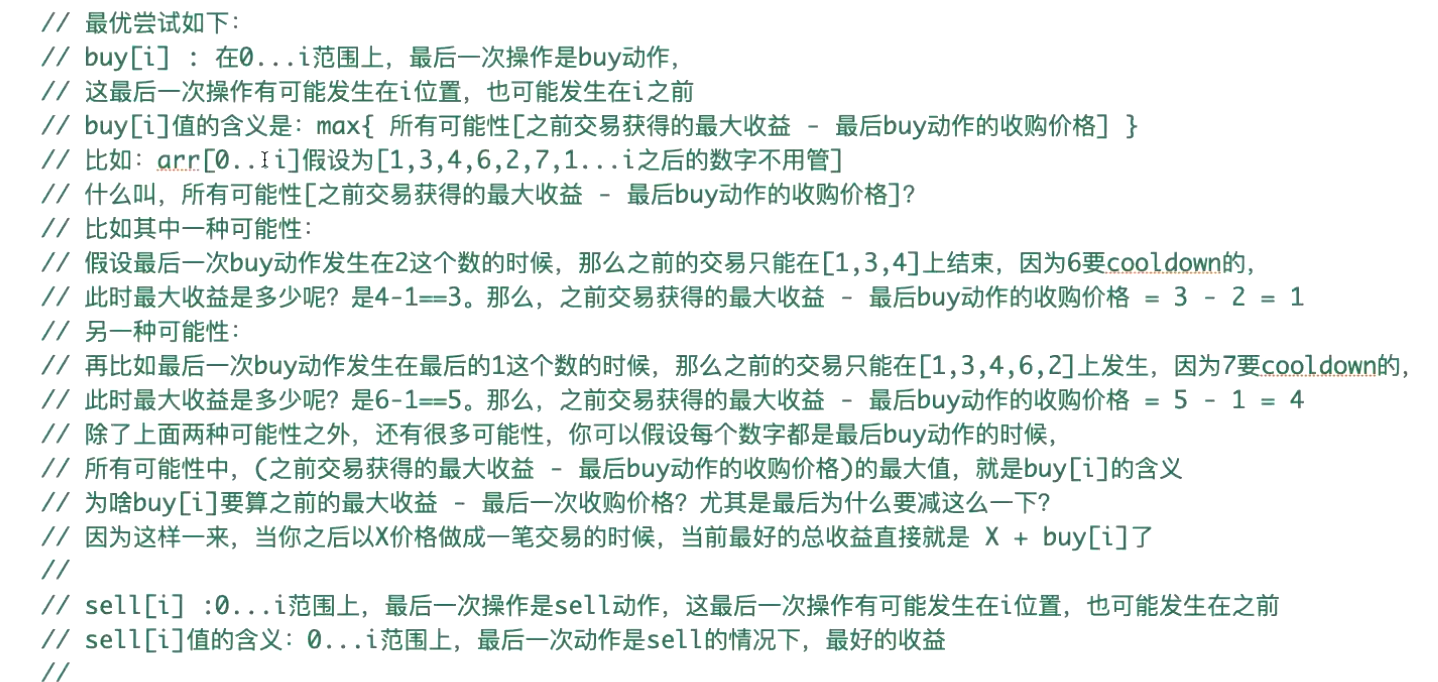 // 最优尝试如下：
// buy[i] : 在0...i范围上，最后一次操作是buy动作，
// 这最后一次操作有可能发生在i位置，也可能发生在i之前
// buy[i]值的含义是：max{ 所有可能性[之前交易获得的最大收益 - 最后buy动作的收购价格] }
// 比如：arr[0...i]假设为[1,3,4,6,2,7,1...i之后的数字不用管]
// 什么叫，所有可能性[之前交易获得的最大收益 - 最后buy动作的收购价格]？
// 比如其中一种可能性：
// 假设最后一次buy动作发生在2这个数的时候，那么之前的交易只能在[1,3,4]上结束，因为6要cooldown的，
// 此时最大收益是多少呢？是4-1==3。那么，之前交易获得的最大收益 - 最后buy动作的收购价格 = 3 - 2 = 1
// 另一种可能性：
// 再比如最后一次buy动作发生在最后的1这个数的时候，那么之前的交易只能在[1,3,4,6,2]上发生，因为7要cooldown的，
// 此时最大收益是多少呢？是6-1==5。那么，之前交易获得的最大收益 - 最后buy动作的收购价格 = 5 - 1 = 4
// 除了上面两种可能性之外，还有很多可能性，你可以假设每个数字都是最后buy动作的时候，
// 所有可能性中，(之前交易获得的最大收益 - 最后buy动作的收购价格)的最大值，就是buy[i]的含义
// 为啥buy[i]要算之前的最大收益 - 最后一次收购价格？尤其是最后为什么要减这么一下？
// 因为这样一来，当你之后以X价格做成一笔交易的时候，当前最好的总收益直接就是 X + buy[i]了
//
// sell[i] :0...i范围上，最后一次操作是sell动作，这最后一次操作有可能发生在i位置，也可能发生在之前
// sell[i]值的含义：0...i范围上，最后一次动作是sell的情况下，最好的收益
//